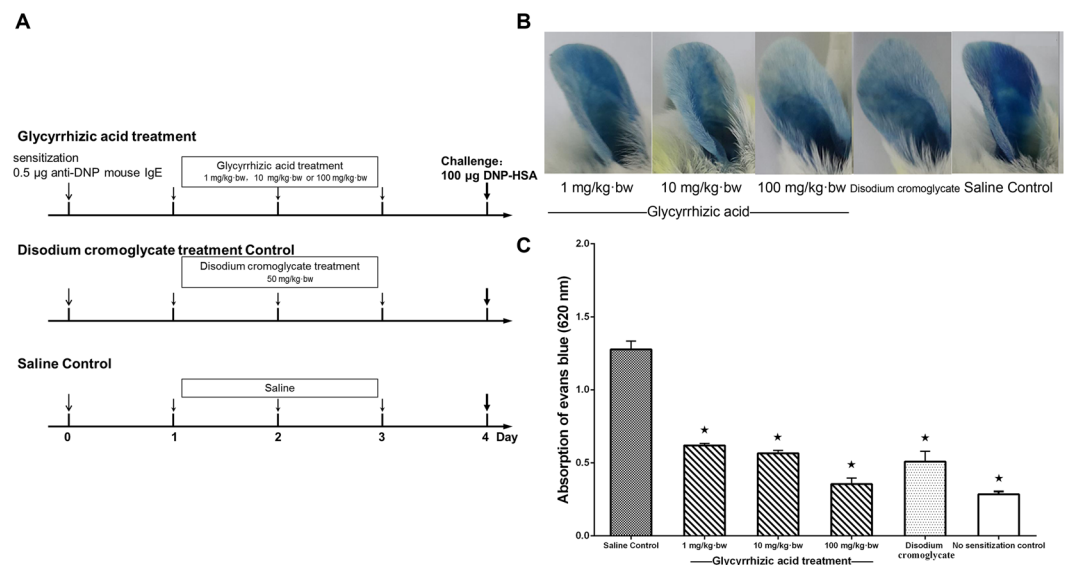 A
Glycyrrhizic acid treatment
sensitization
0.5 μg anti-DNP mouse IgE
Glycyrrhizic acid treatment
1 mg/kg·bw, 10 mg/kg·bw or 100 mg/kg·bw
Challenge:
100 μg DNP-HSA
Disodium cromoglycate treatment Control
Disodium cromoglycate treatment
50 mg/kg·bw
Saline Control
Saline
0 1 2 3 4 Day
B
1 mg/kg·bw 10 mg/kg·bw 100 mg/kg·bw Disodium cromoglycate Saline Control
Glycyrrhizic acid
C
Absorption of evans blue (620 nm)
2.0
1.5
1.0
0.5
0.0
★ ★ ★ ★ ★
Saline Control 1 mg/kg·bw 10 mg/kg·bw 100 mg/kg·bw Disodium cromoglycate No sensitization control
Glycyrrhizic acid treatment